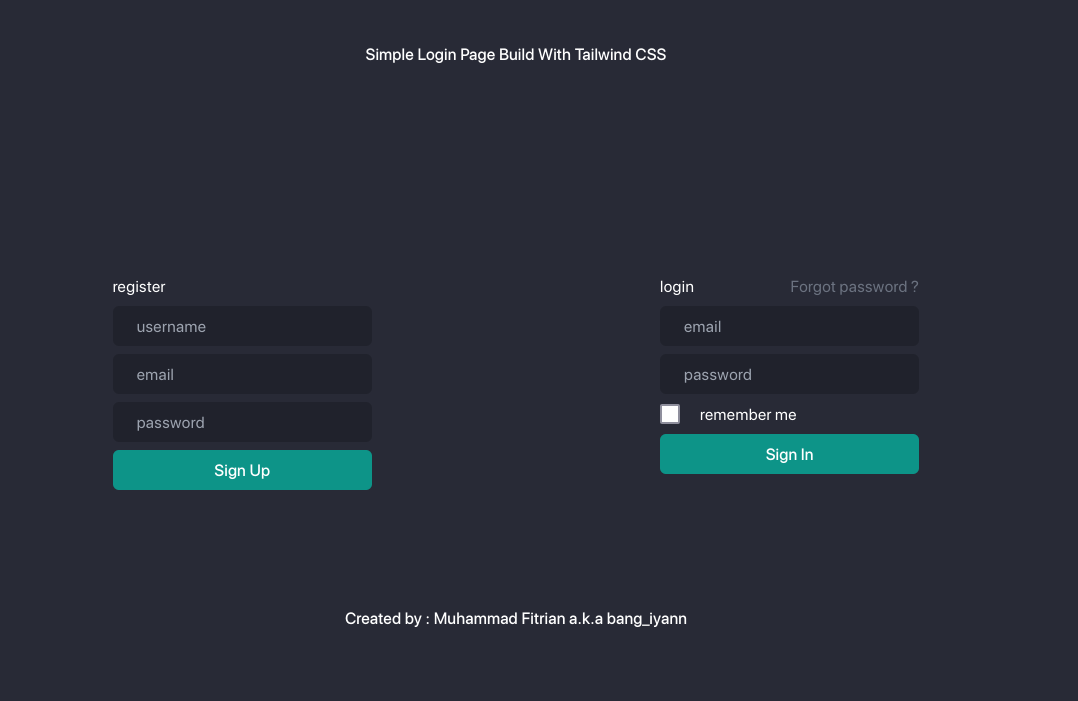 Simple Login Page Build With Tailwind CSS
register
username
email
password
Sign Up
login
Forgot password ?
email
password
remember me
Sign In
Created by : Muhammad Fitrian a.k.a bang_iyann